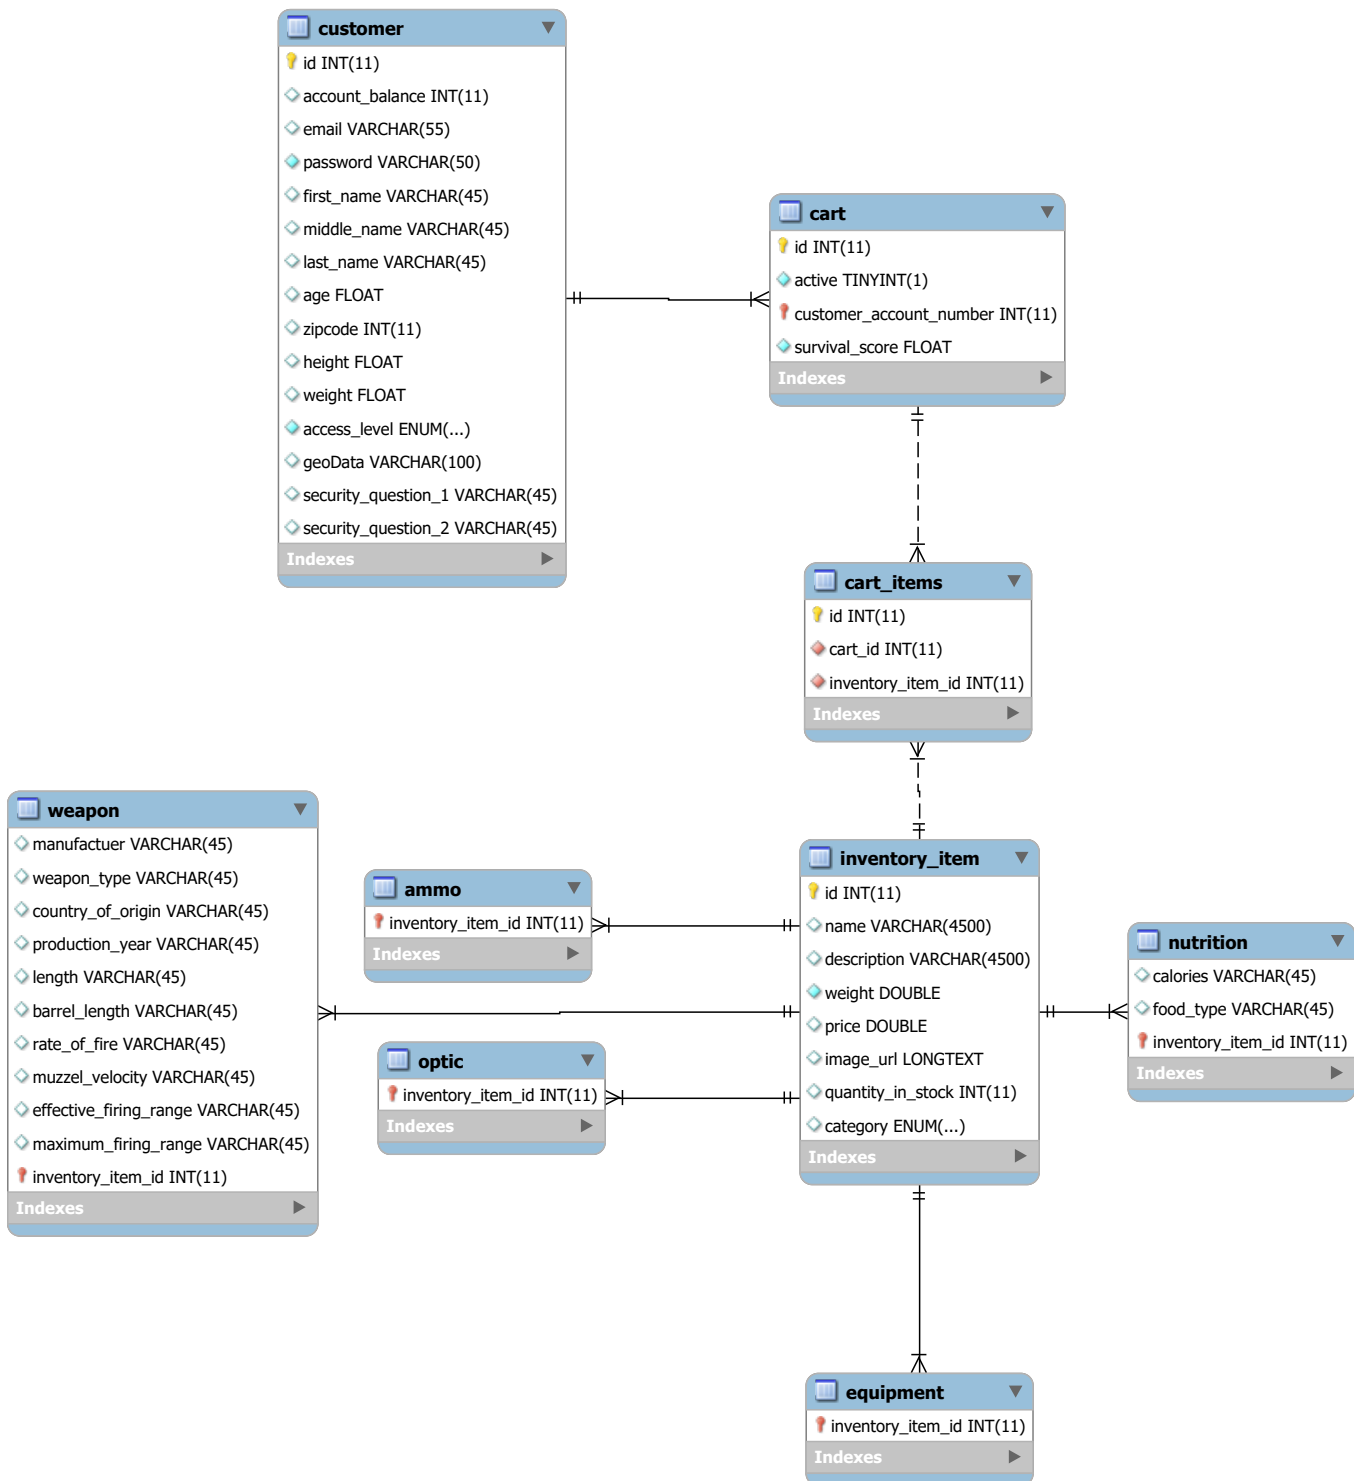 customer
id INT(11)
account_balance INT(11)
email VARCHAR(55)
password VARCHAR(50)
first_name VARCHAR(45)
middle_name VARCHAR(45)
last_name VARCHAR(45)
age FLOAT
zipcode INT(11)
height FLOAT
weight FLOAT
access_level ENUM(...)
geoData VARCHAR(100)
security_question_1 VARCHAR(45)
security_question_2 VARCHAR(45)
Indexes
cart
id INT(11)
active TINYINT(1)
customer_account_number INT(11)
survival_score FLOAT
Indexes
cart_items
id INT(11)
cart_id INT(11)
inventory_item_id INT(11)
Indexes
weapon
manufactuer VARCHAR(45)
weapon_type VARCHAR(45)
country_of_origin VARCHAR(45)
production_year VARCHAR(45)
length VARCHAR(45)
barrel_length VARCHAR(45)
rate_of_fire VARCHAR(45)
muzzel_velocity VARCHAR(45)
effective_firing_range VARCHAR(45)
maximum_firing_range VARCHAR(45)
inventory_item_id INT(11)
Indexes
ammo
inventory_item_id INT(11)
Indexes
optic
inventory_item_id INT(11)
Indexes
inventory_item
id INT(11)
name VARCHAR(4500)
description VARCHAR(4500)
weight DOUBLE
price DOUBLE
image_url LONGTEXT
quantity_in_stock INT(11)
category ENUM(...)
Indexes
nutrition
calories VARCHAR(45)
food_type VARCHAR(45)
inventory_item_id INT(11)
Indexes
equipment
inventory_item_id INT(11)
Indexes